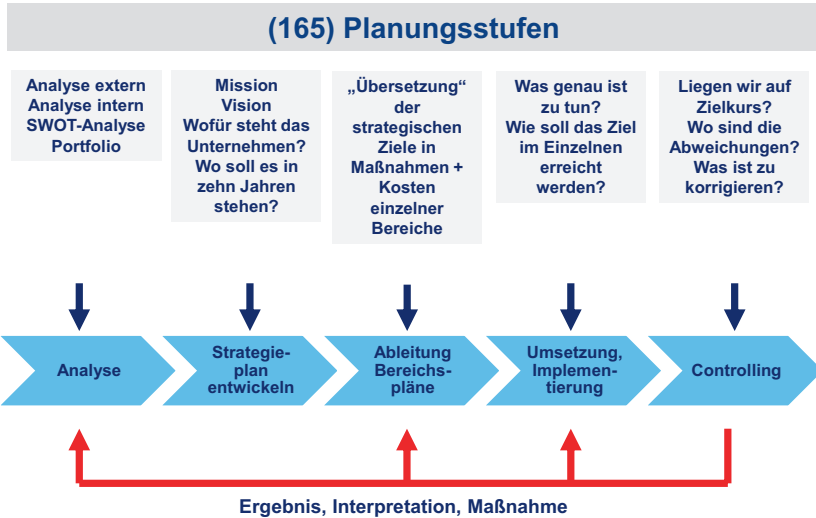 (165) Planungsstufen
Analyse extern
Analyse intern
SWOT-Analyse
Portfolio
Mission
Vision
Wofür steht das
Unternehmen?
Wo soll es in
zehn Jahren
stehen?
„Übersetzung“
der
strategischen
Ziele in
Maßnahmen +
Kosten
einzelner
Bereiche
Was genau ist
zu tun?
Wie soll das Ziel
im Einzelnen
erreicht
werden?
Liegen wir auf
Zielkurs?
Wo sind die
Abweichungen?
Was ist zu
korrigieren?
Analyse
Strategie-
plan
entwickeln
Ableitung
Bereichs-
pläne
Umsetzung,
Implemen-
tierung
Controlling
Ergebnis, Interpretation, Maßnahme